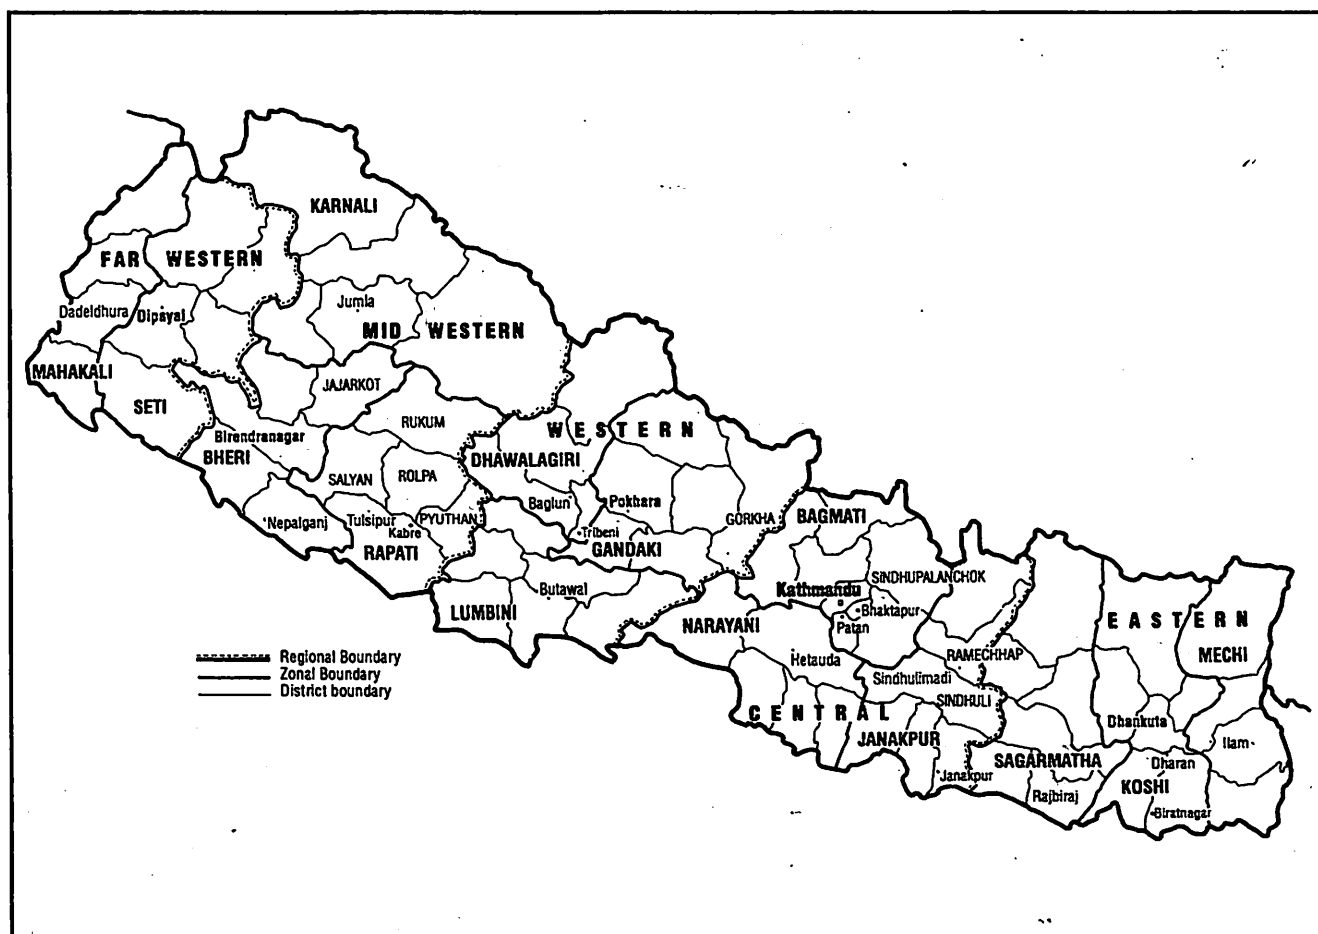 KARNALI
FAR WESTERN
Jumla
Dadeldhura
Dipayal
MID WESTERN
MAHAKALI
JAJARKOT
SETI
RUKUM
WESTERN
Birendranagar
BHERI
DHAWALAGIRI
SALYAN
ROLPA
Baglun
Pokhara
Nepalganj
Tulsipur
PYUTHAN
Kabre
GORKHA
BAGMATI
Tribeni
RAPATI
GANDAKI
SINDHUPALANCHOK
Butawal
Kathmandu
LUMBINI
Bhaktapur
NARAYANI
Patan
EASTERN
Regional Boundary
Zonal Boundary
District boundary
Hetauda
RAMECHHAP
MECHI
Sindhulimadi
SINDHULI
CENTRAL
Dhankuta
JANAKPUR
Ilam
SAGARMATHA
Dharan
Janakpur
KOSHI
Rajbiraj
Biratnagar